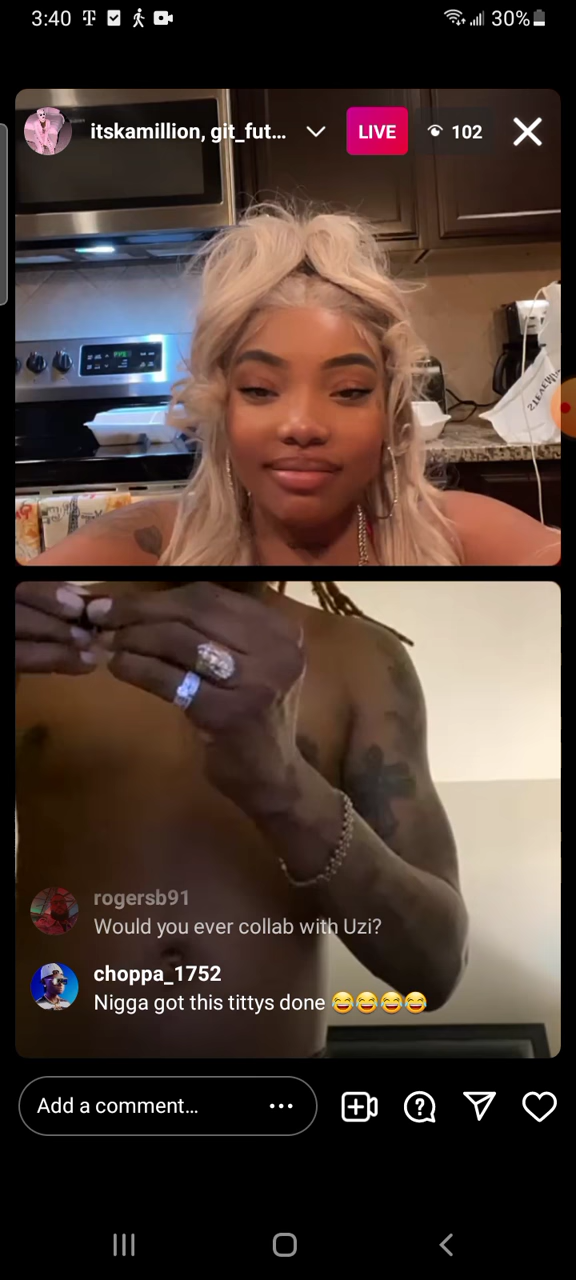 3:40
30%
itskamillion, git_fut...
LIVE
102
rogersb91
Would you ever collab with Uzi?
choppa_1752
Nigga got this tittys done 😂😂😂😂
Add a comment...